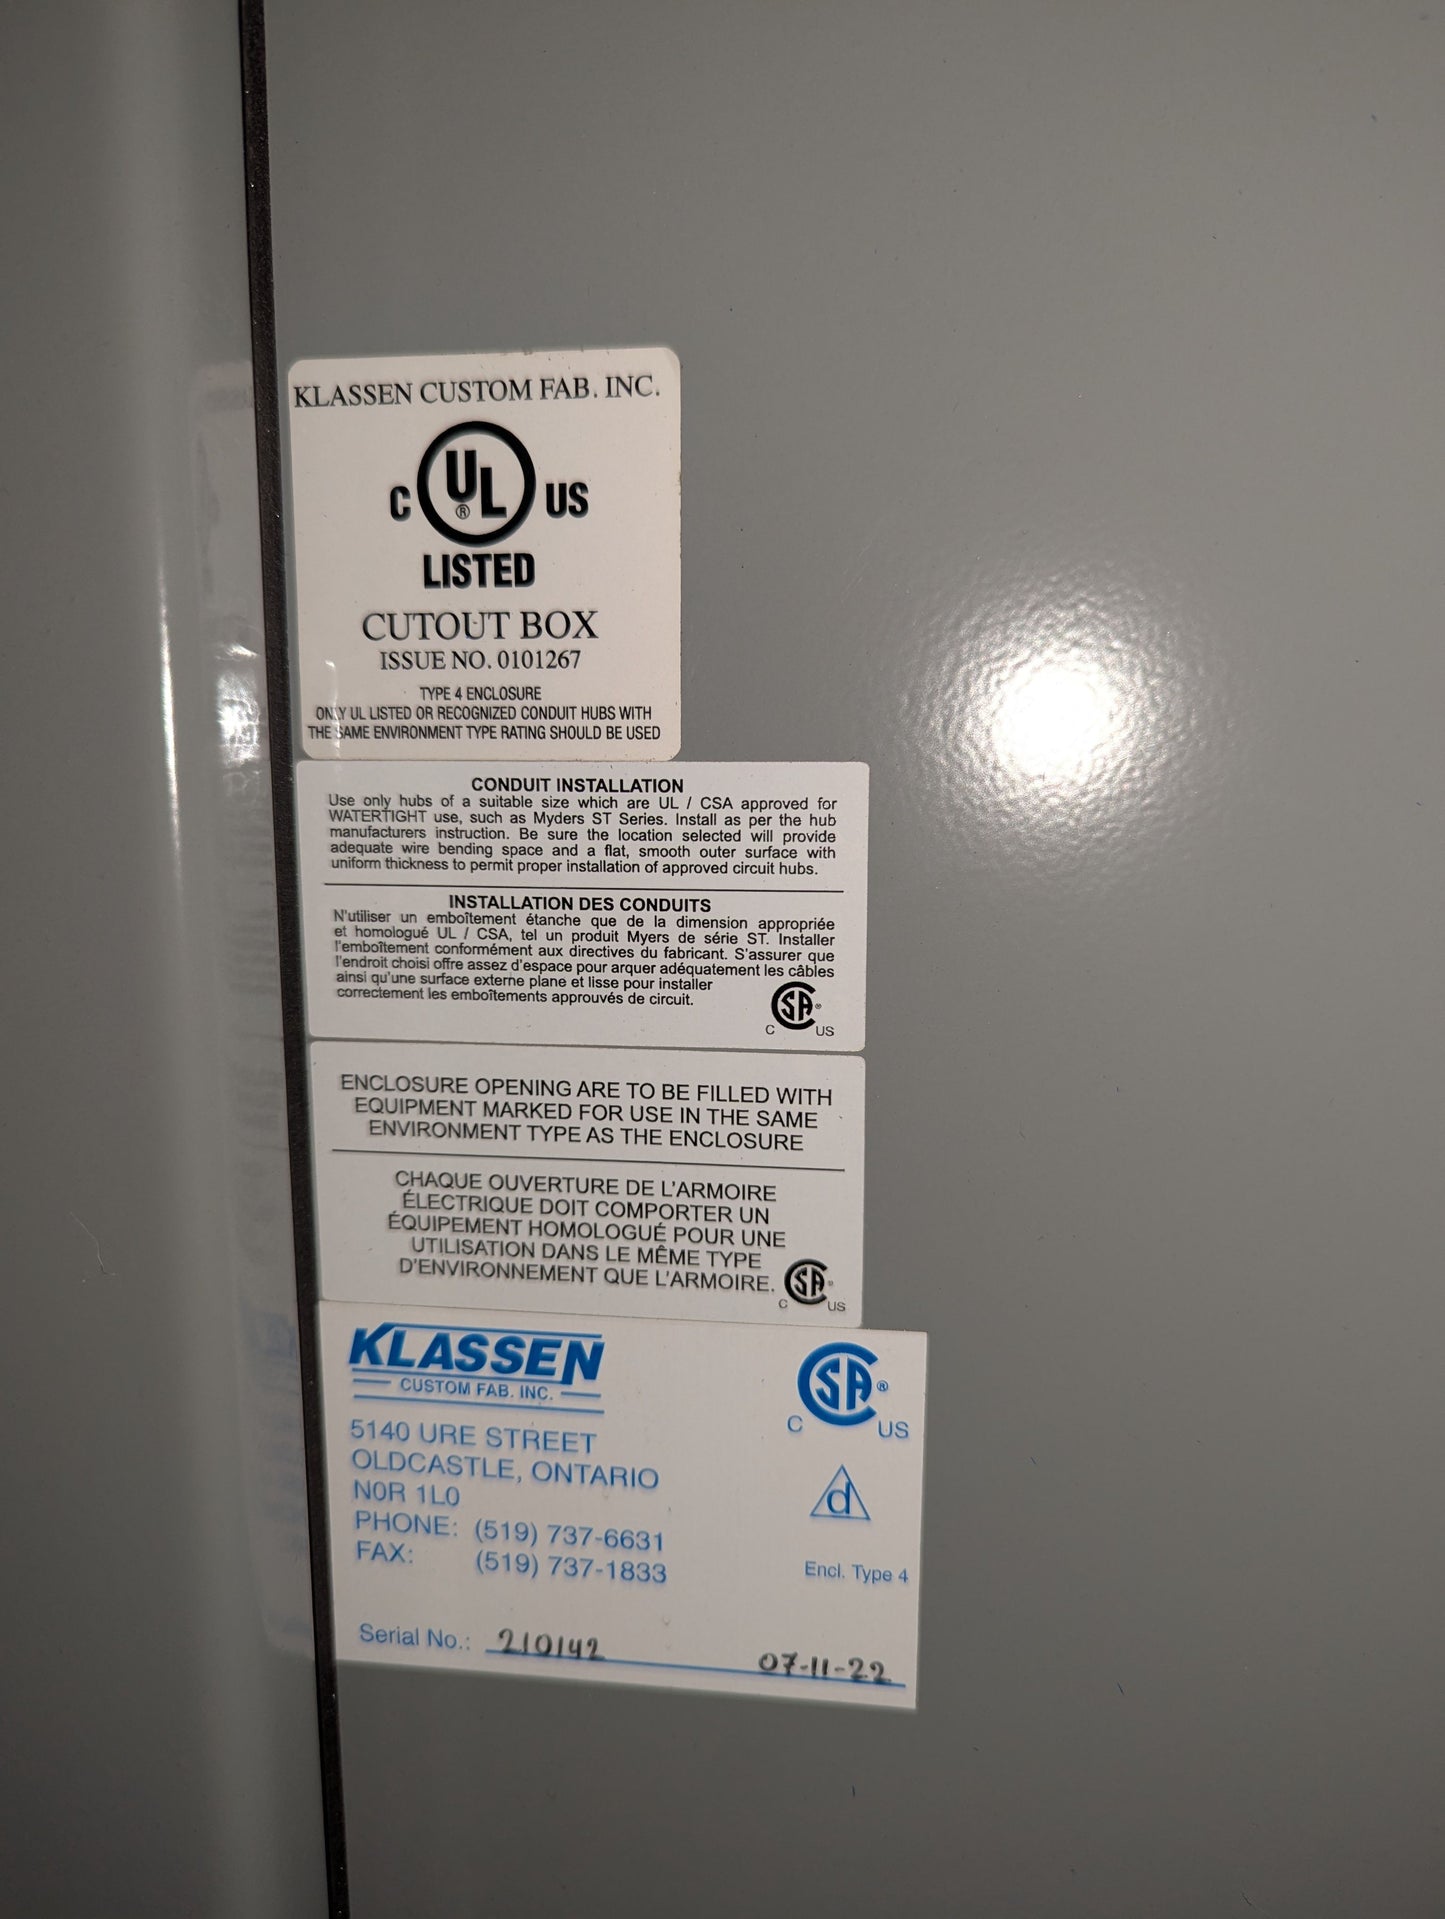 KLASSEN CUSTOM FAB. INC.
C UL ® US
LISTED
CUTOUT BOX
ISSUE NO. 0101267
TYPE 4 ENCLOSURE
ONLY UL LISTED OR RECOGNIZED CONDUIT HUBS WITH
THE SAME ENVIRONMENT TYPE RATING SHOULD BE USED
CONDUIT INSTALLATION
Use only hubs of a suitable size which are UL / CSA approved for
WATERTIGHT use, such as Myders ST Series. Install as per the hub
manufacturers instruction. Be sure the location selected will provide
adequate wire bending space and a flat, smooth outer surface with
uniform thickness to permit proper installation of approved circuit hubs.
INSTALLATION DES CONDUITS
N'utiliser un emboîtement étanche que de la dimension appropriée
et homologué UL / CSA, tel un produit Myers de série ST. Installer
l'emboîtement conformément aux directives du fabricant. S'assurer que
l'endroit choisi offre assez d'espace pour arquer adéquatement les câbles
ainsi qu'une surface externe plane et lisse pour installer
correctement les emboîtements approuvés de circuit.
CSA ®
C US
ENCLOSURE OPENING ARE TO BE FILLED WITH
EQUIPMENT MARKED FOR USE IN THE SAME
ENVIRONMENT TYPE AS THE ENCLOSURE
CHAQUE OUVERTURE DE L'ARMOIRE
ÉLECTRIQUE DOIT COMPORTER UN
ÉQUIPEMENT HOMOLOGUÉ POUR UNE
UTILISATION DANS LE MÊME TYPE
D'ENVIRONNEMENT QUE L'ARMOIRE.
CSA ®
C US
KLASSEN
CUSTOM FAB. INC.
5140 URE STREET
OLDCASTLE, ONTARIO
N0R 1L0
PHONE: (519) 737-6631
FAX: (519) 737-1833
CSA ®
C US
d
Encl. Type 4
Serial No.: 210142 07-11-22